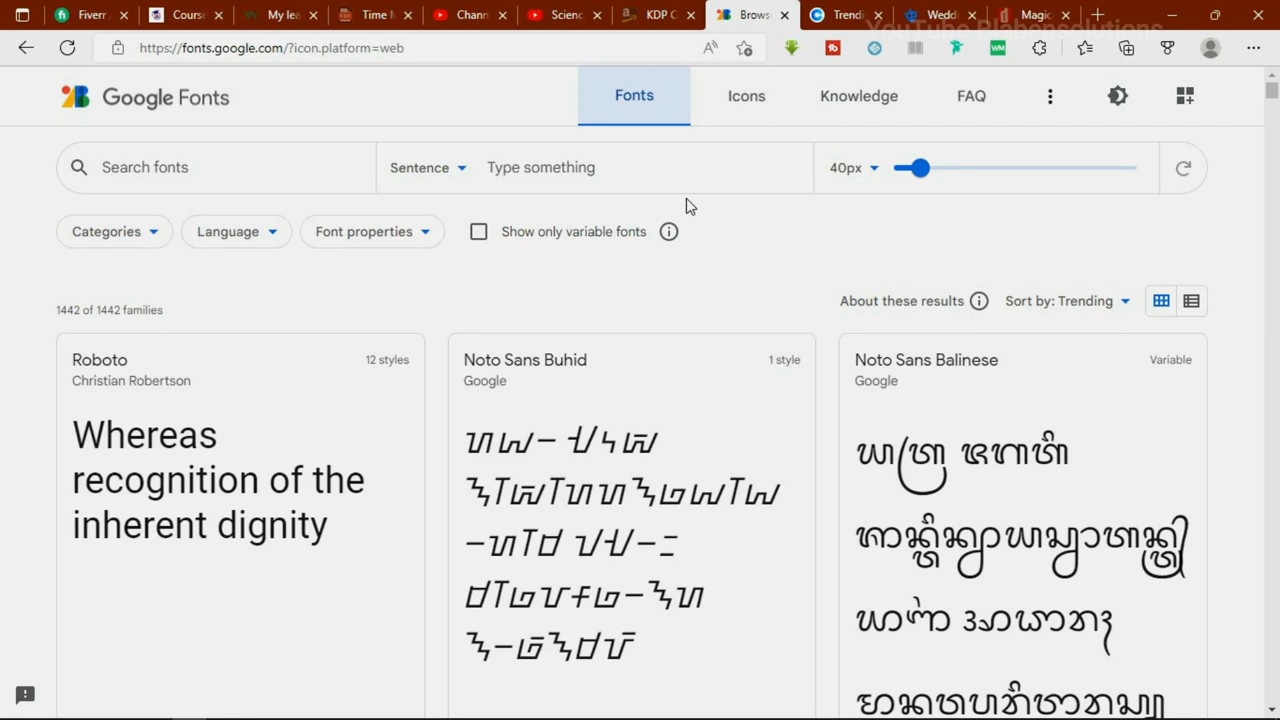 Fiverr
Course
My lea
Time M
Chann
Scienc
KDP C
Brows
Trendi
Wedd
Magic
YouTube Plabensolutions
https://fonts.google.com/?icon.platform=web
Google Fonts
Fonts
Icons
Knowledge
FAQ
Search fonts
Sentence
Type something
40px
Categories
Language
Font properties
Show only variable fonts
1442 of 1442 families
About these results
Sort by: Trending
Roboto
12 styles
Christian Robertson
Whereas
recognition of the
inherent dignity
Noto Sans Buhid
1 style
Google
Noto Sans Balinese
Variable
Google